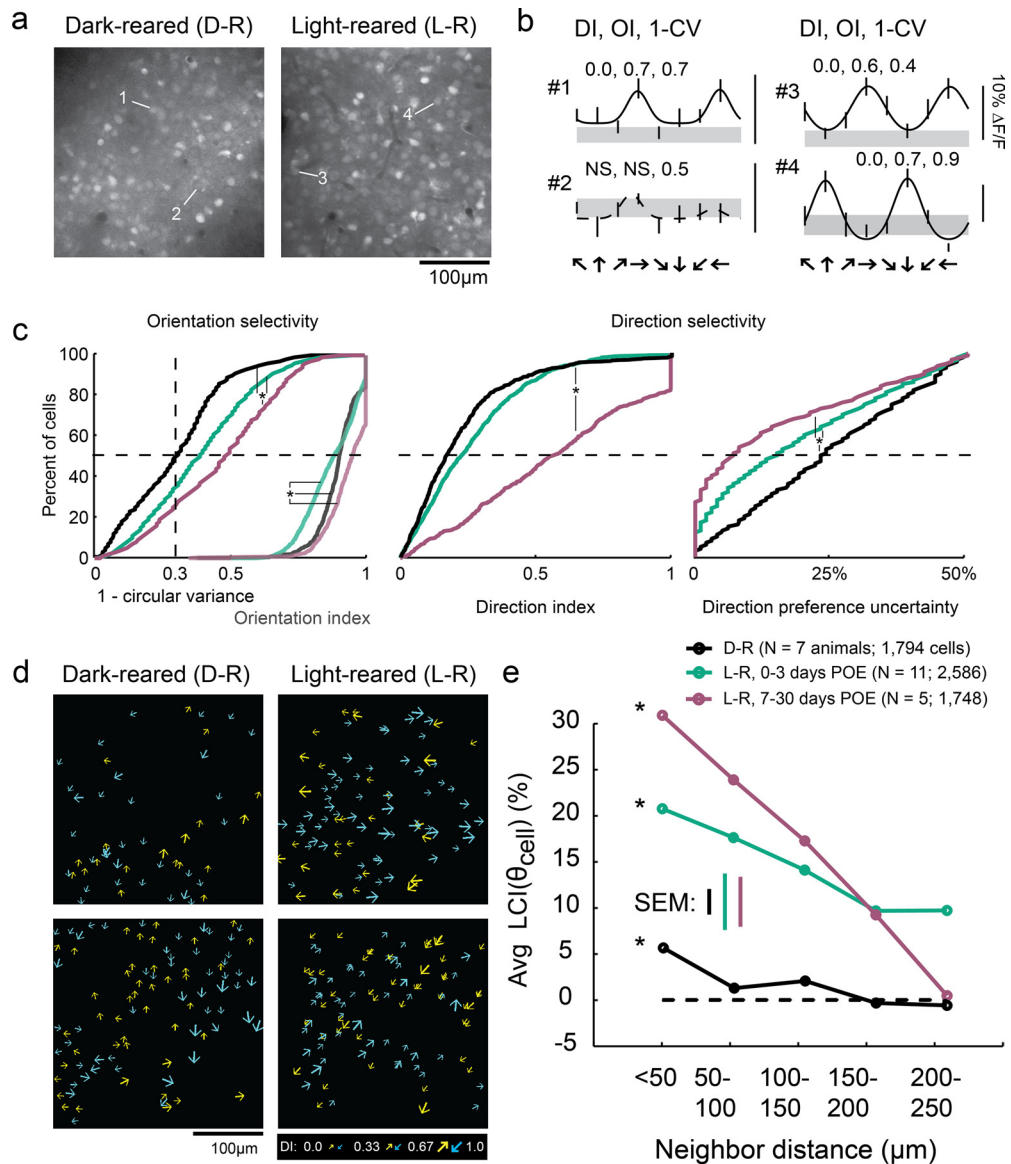 a
Dark-reared (D-R)
Light-reared (L-R)
1
2
3
4
100μm
b
DI, OI, 1-CV
DI, OI, 1-CV
#1
0.0, 0.7, 0.7
#3
0.0, 0.6, 0.4
10% ΔF/F
#2
NS, NS, 0.5
#4
0.0, 0.7, 0.9
↖ ↑ ↗ → ↘ ↓ ↙ ←
↖ ↑ ↗ → ↘ ↓ ↙ ←
c
Orientation selectivity
Direction selectivity
Percent of cells
100
80
60
40
20
0
*
*
0 0.3 0.5 1
1 - circular variance
Orientation index
*
0 0.5 1
Direction index
*
0 25% 50%
Direction preference uncertainty
D-R (N = 7 animals; 1,794 cells)
L-R, 0-3 days POE (N = 11; 2,586)
L-R, 7-30 days POE (N = 5; 1,748)
d
Dark-reared (D-R)
Light-reared (L-R)
100μm
DI: 0.0 0.33 0.67 1.0
e
Avg LCI(θcell) (%)
30
25
20
15
10
5
0
-5
*
*
*
SEM:
<50 50-100 100-150 150-200 200-250
Neighbor distance (μm)